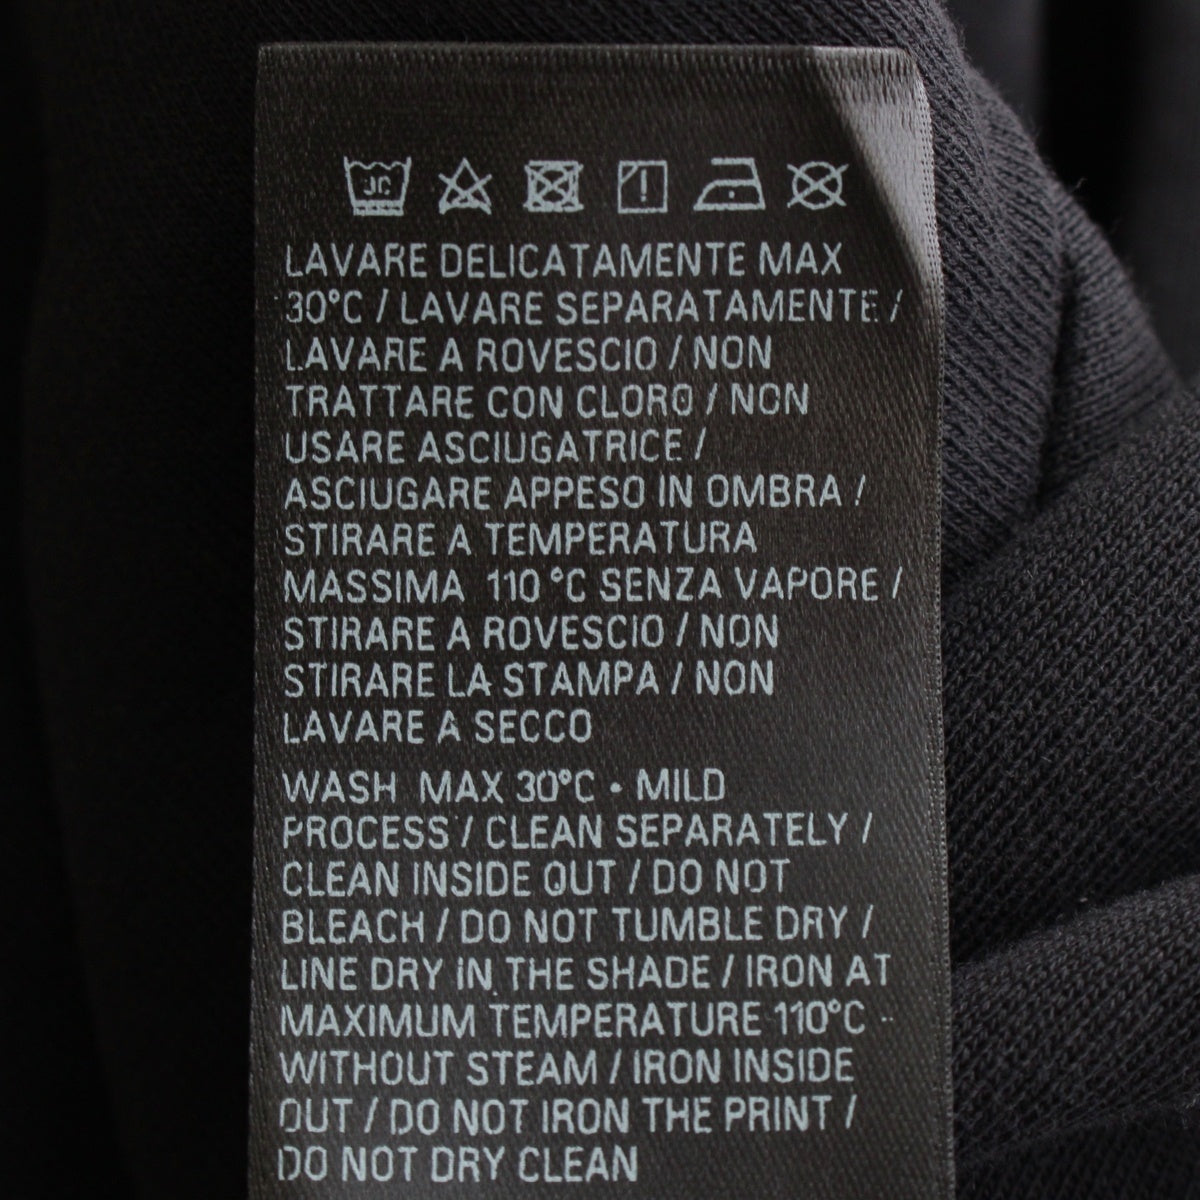 LAVARE DELICATAMENTE MAX
30°C / LAVARE SEPARATAMENTE /
LAVARE A ROVESCIO / NON
TRATTARE CON CLORO / NON
USARE ASCIUGATRICE /
ASCIUGARE APPESO IN OMBRA /
STIRARE A TEMPERATURA
MASSIMA 110 °C SENZA VAPORE /
STIRARE A ROVESCIO / NON
STIRARE LA STAMPA / NON
LAVARE A SECCO
WASH MAX 30°C • MILD
PROCESS / CLEAN SEPARATELY /
CLEAN INSIDE OUT / DO NOT
BLEACH / DO NOT TUMBLE DRY /
LINE DRY IN THE SHADE / IRON AT
MAXIMUM TEMPERATURE 110°C -
WITHOUT STEAM / IRON INSIDE
OUT / DO NOT IRON THE PRINT /
DO NOT DRY CLEAN